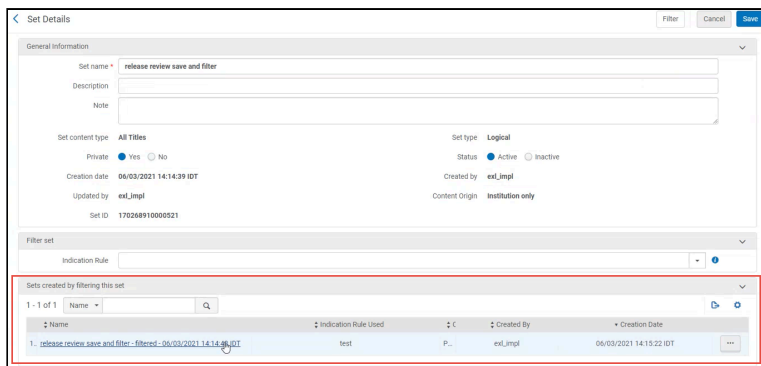 Set Details
Filter
Cancel
Save
General Information
Set name * release review save and filter
Description
Note
Set content type All Titles Set type Logical
Private Yes No Status Active Inactive
Creation date 06/03/2021 14:14:39 IDT Created by exl_impl
Updated by exl_impl Content Origin Institution only
Set ID 170268910000521
Filter set
Indication Rule
Sets created by filtering this set
1 - 1 of 1 Name
Name Indication Rule Used C Created By Creation Date
1.. release review save and filter - filtered - 06/03/2021 14:14: IDT test P... exl_impl 06/03/2021 14:15:22 IDT ...